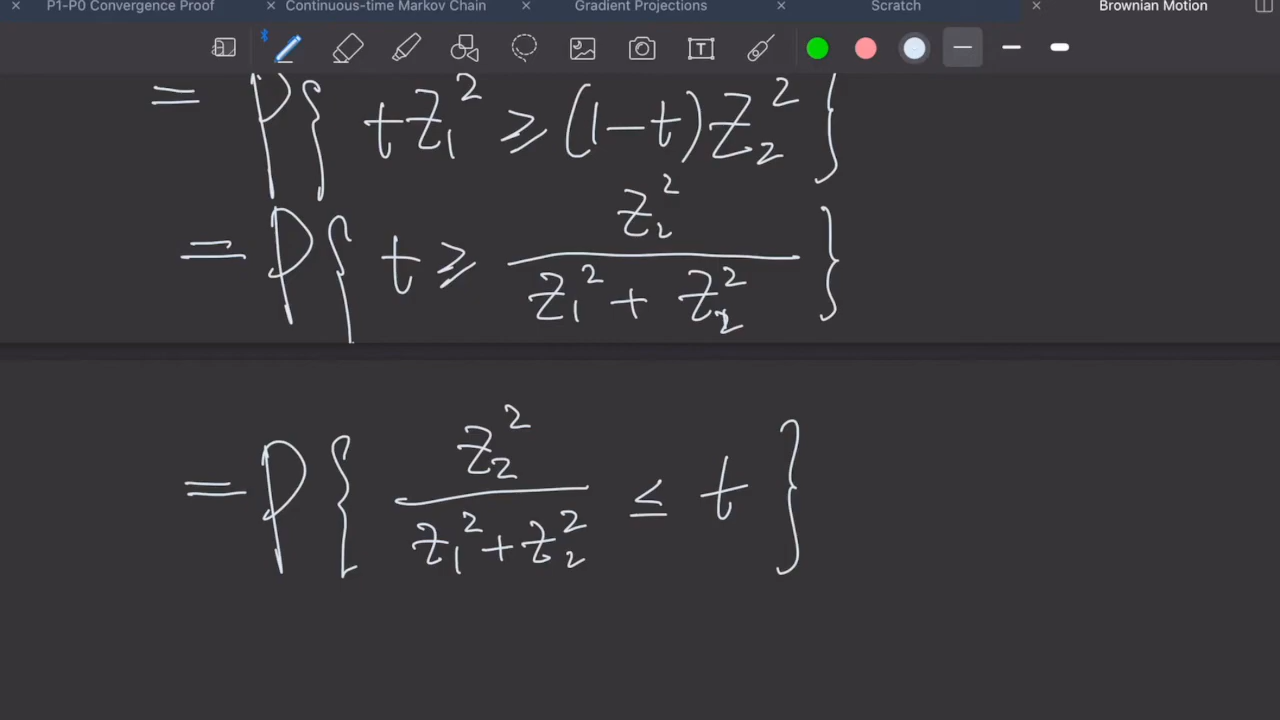 P1-P0 Convergence Proof × Continuous-time Markov Chain × Gradient Projections × Scratch × Brownian Motion
= P{ tZ₁² ≥ (1-t)Z₂² }
= P{ t ≥ Z₂² / (Z₁² + Z₂²) }
= P{ Z₂² / (Z₁² + Z₂²) ≤ t }